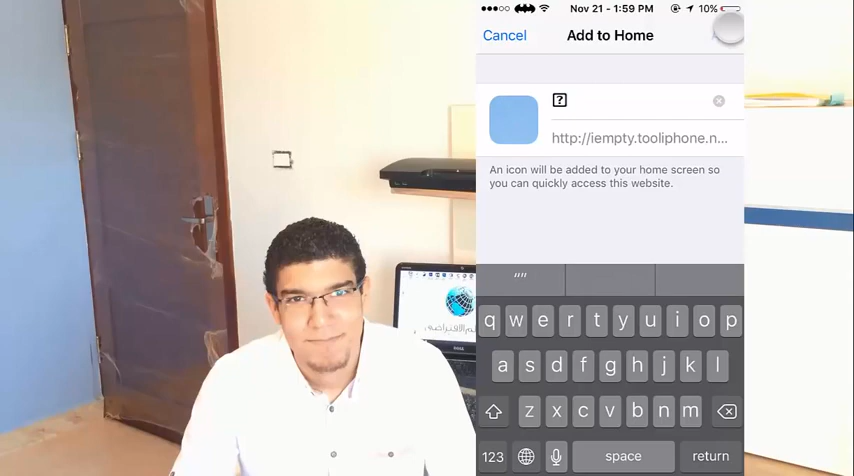 Nov 21 - 1:59 PM
10%
Cancel
Add to Home
?
http://iempty.tooliphone.n...
An icon will be added to your home screen so
you can quickly access this website.
“”
q w e r t y u i o p
a s d f g h j k l
z x c v b n m
123
space
return